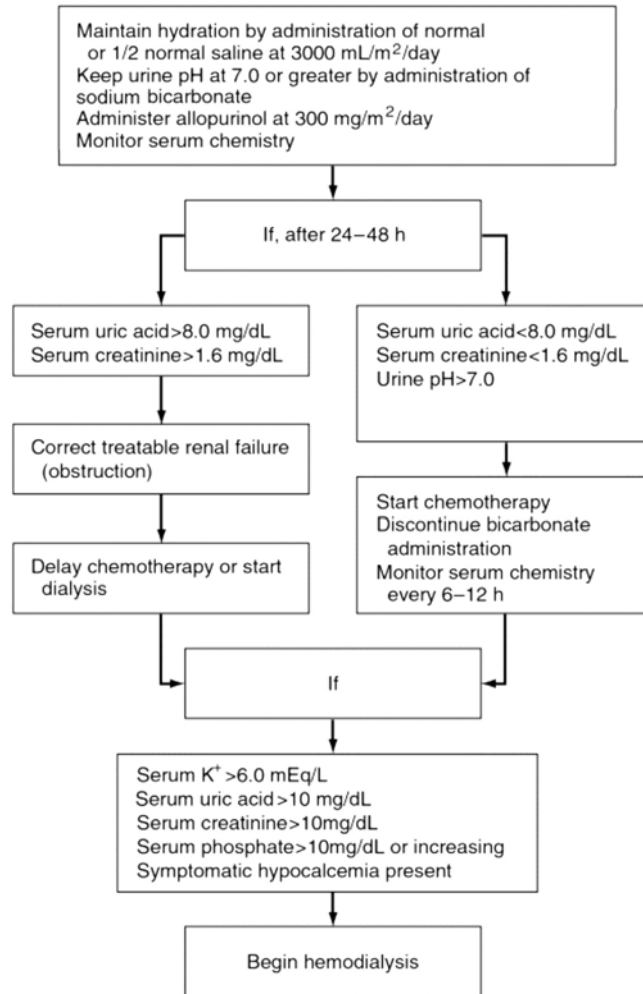 Maintain hydration by administration of normal
or 1/2 normal saline at 3000 mL/m²/day
Keep urine pH at 7.0 or greater by administration of
sodium bicarbonate
Administer allopurinol at 300 mg/m²/day
Monitor serum chemistry
If, after 24–48 h
Serum uric acid>8.0 mg/dL
Serum creatinine>1.6 mg/dL
Correct treatable renal failure
(obstruction)
Delay chemotherapy or start
dialysis
Serum uric acid<8.0 mg/dL
Serum creatinine<1.6 mg/dL
Urine pH>7.0
Start chemotherapy
Discontinue bicarbonate
administration
Monitor serum chemistry
every 6–12 h
If
Serum K⁺>6.0 mEq/L
Serum uric acid>10 mg/dL
Serum creatinine>10mg/dL
Serum phosphate>10mg/dL or increasing
Symptomatic hypocalcemia present
Begin hemodialysis